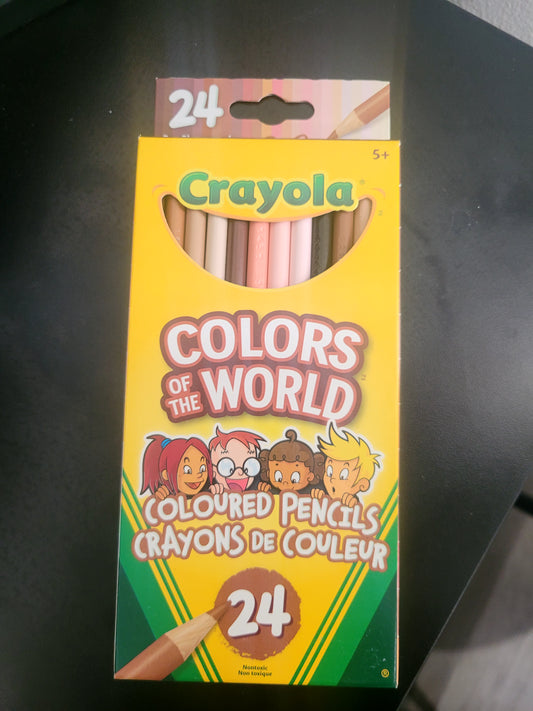 24
5+
Crayola
COLORS
OF THE WORLD
COLOURED PENCILS
CRAYONS DE COULEUR
24
Nontoxic
Non toxique